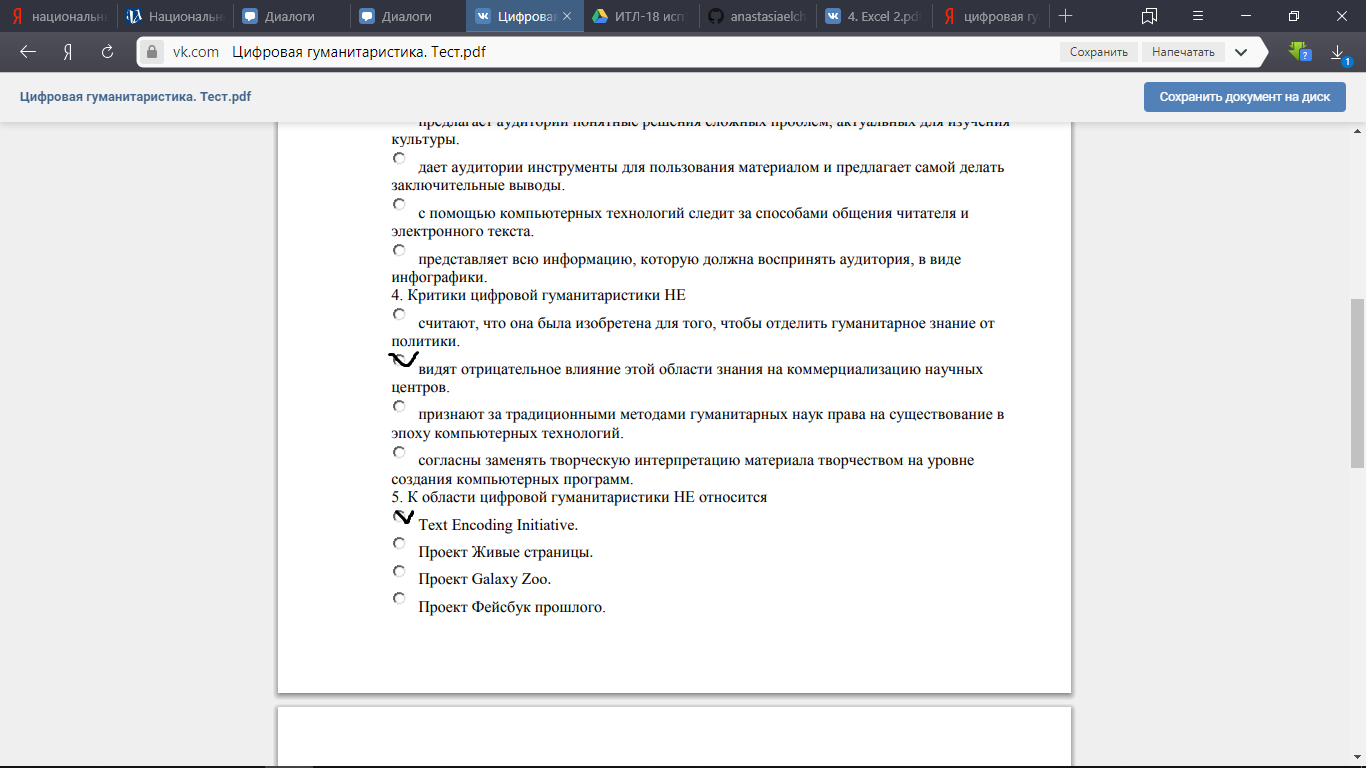 национальн
Национальн
Диалоги
Диалоги
Цифрова
ИТЛ-18 исп
anastasiaelch
4. Excel 2.pd
цифровая гу
vk.com Цифровая гуманитаристика. Тест.pdf
Сохранить
Напечатать
1
Цифровая гуманитаристика. Тест.pdf
Сохранить документ на диск
предлагает аудитории понятные решения сложных проблем, актуальных для изучения
культуры.
дает аудитории инструменты для пользования материалом и предлагает самой делать
заключительные выводы.
с помощью компьютерных технологий следит за способами общения читателя и
электронного текста.
представляет всю информацию, которую должна воспринять аудитория, в виде
инфографики.
4. Критики цифровой гуманитаристики НЕ
считают, что она была изобретена для того, чтобы отделить гуманитарное знание от
политики.
видят отрицательное влияние этой области знания на коммерциализацию научных
центров.
признают за традиционными методами гуманитарных наук права на существование в
эпоху компьютерных технологий.
согласны заменять творческую интерпретацию материала творчеством на уровне
создания компьютерных программ.
5. К области цифровой гуманитаристики НЕ относится
Text Encoding Initiative.
Проект Живые страницы.
Проект Galaxy Zoo.
Проект Фейсбук прошлого.